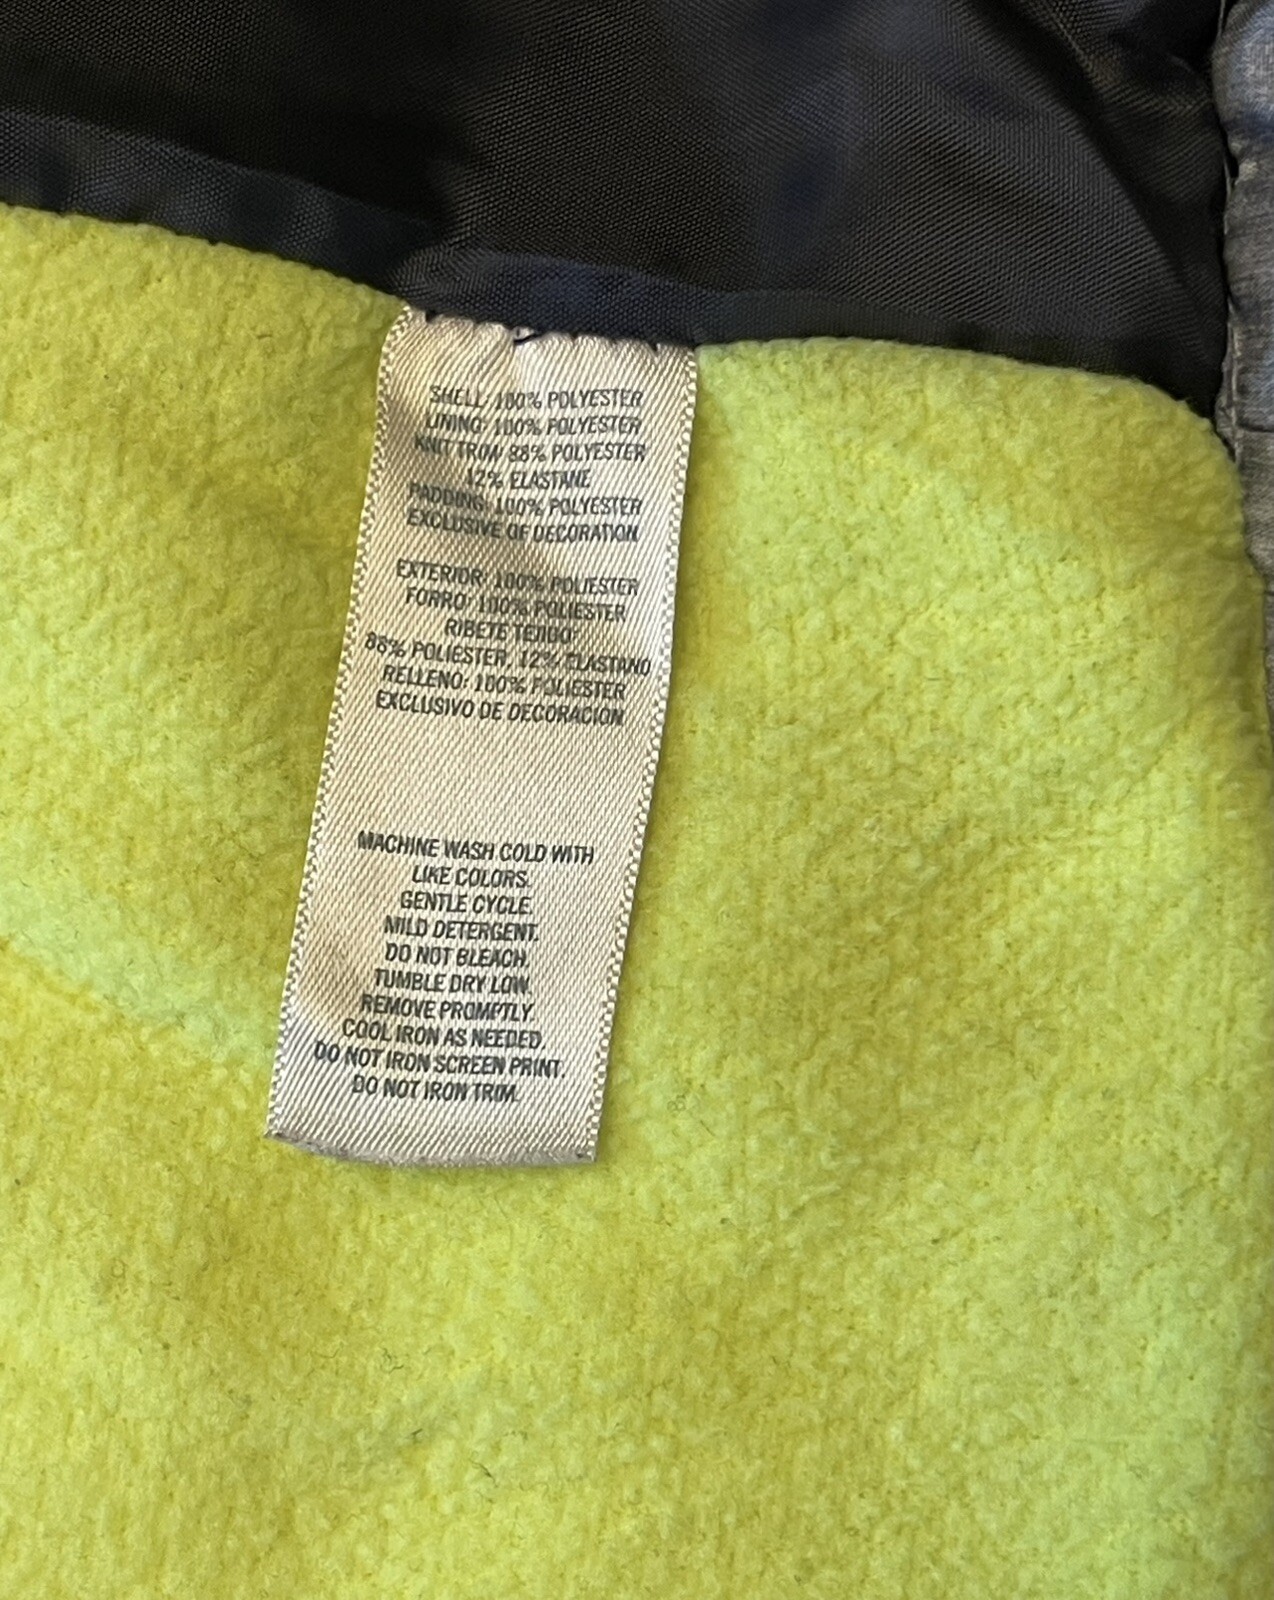 SHELL: 100% POLYESTER
LINING: 100% POLYESTER
KNIT TRIM: 88% POLYESTER
12% ELASTANE
PADDING: 100% POLYESTER
EXCLUSIVE OF DECORATION
EXTERIOR: 100% POLIESTER
FORRO: 100% POLIESTER
RIBETE TEJIDO:
88% POLIESTER, 12% ELASTANO
RELLENO: 100% POLIESTER
EXCLUSIVO DE DECORACION
MACHINE WASH COLD WITH
LIKE COLORS.
GENTLE CYCLE.
MILD DETERGENT.
DO NOT BLEACH.
TUMBLE DRY LOW.
REMOVE PROMPTLY.
COOL IRON AS NEEDED.
DO NOT IRON SCREEN PRINT.
DO NOT IRON TRIM.